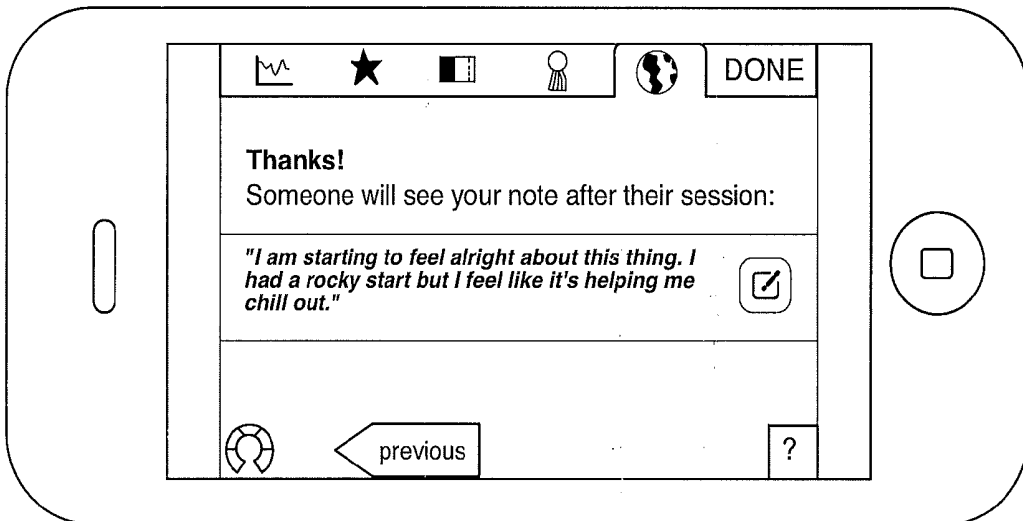 DONE
Thanks!
Someone will see your note after their session:
"I am starting to feel alright about this thing. I
had a rocky start but I feel like it's helping me
chill out."
previous
?